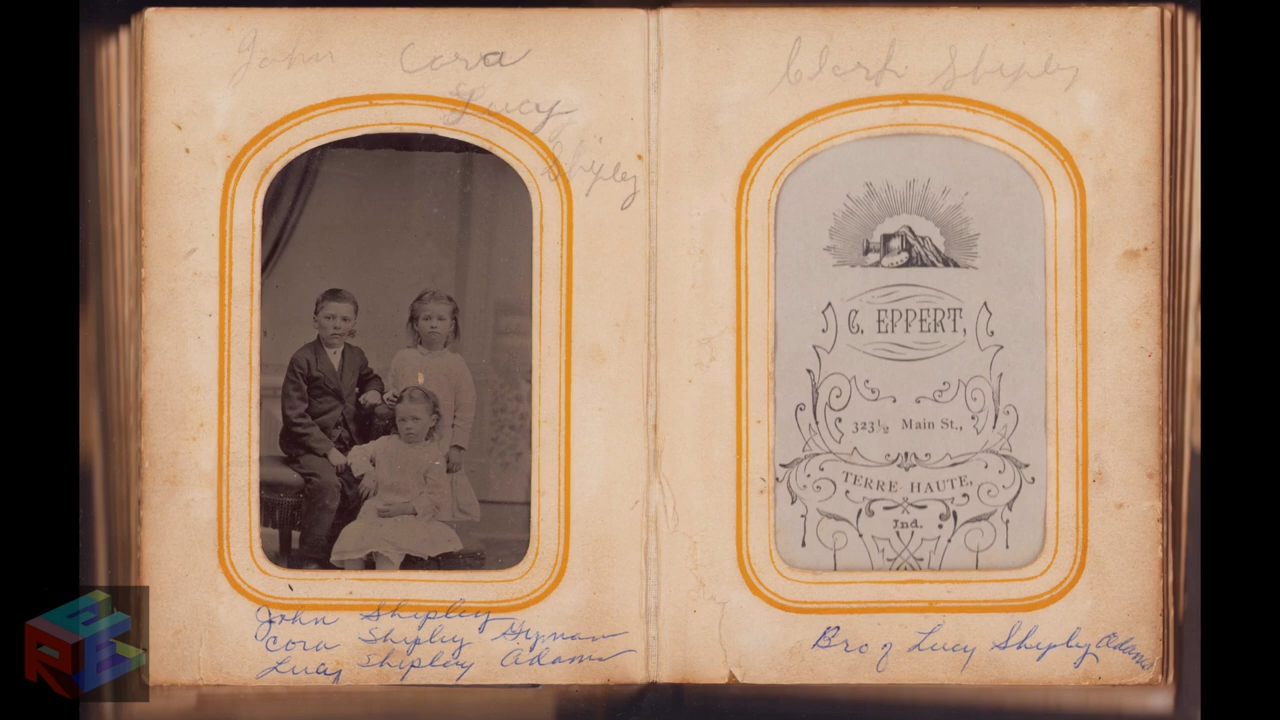 John Cora
Lucy
Shipley
John Shipley
Cora Shipley Gyman
Lucy Shipley Adams
Clark Shipley
C. EPPERT,
323½ Main St.,
TERRE HAUTE,
Ind.
Bro of Lucy Shipley Adams